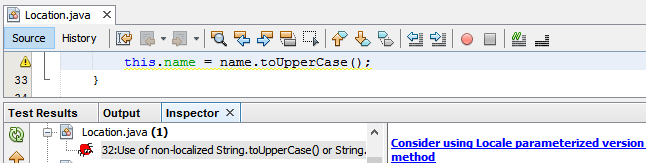 Location.java
Source History
this.name = name.toUpperCase();
33 }
Test Results Output Inspector
Location.java (1)
32:Use of non-localized String.toUpperCase() or String.
Consider using Locale parameterized version
method